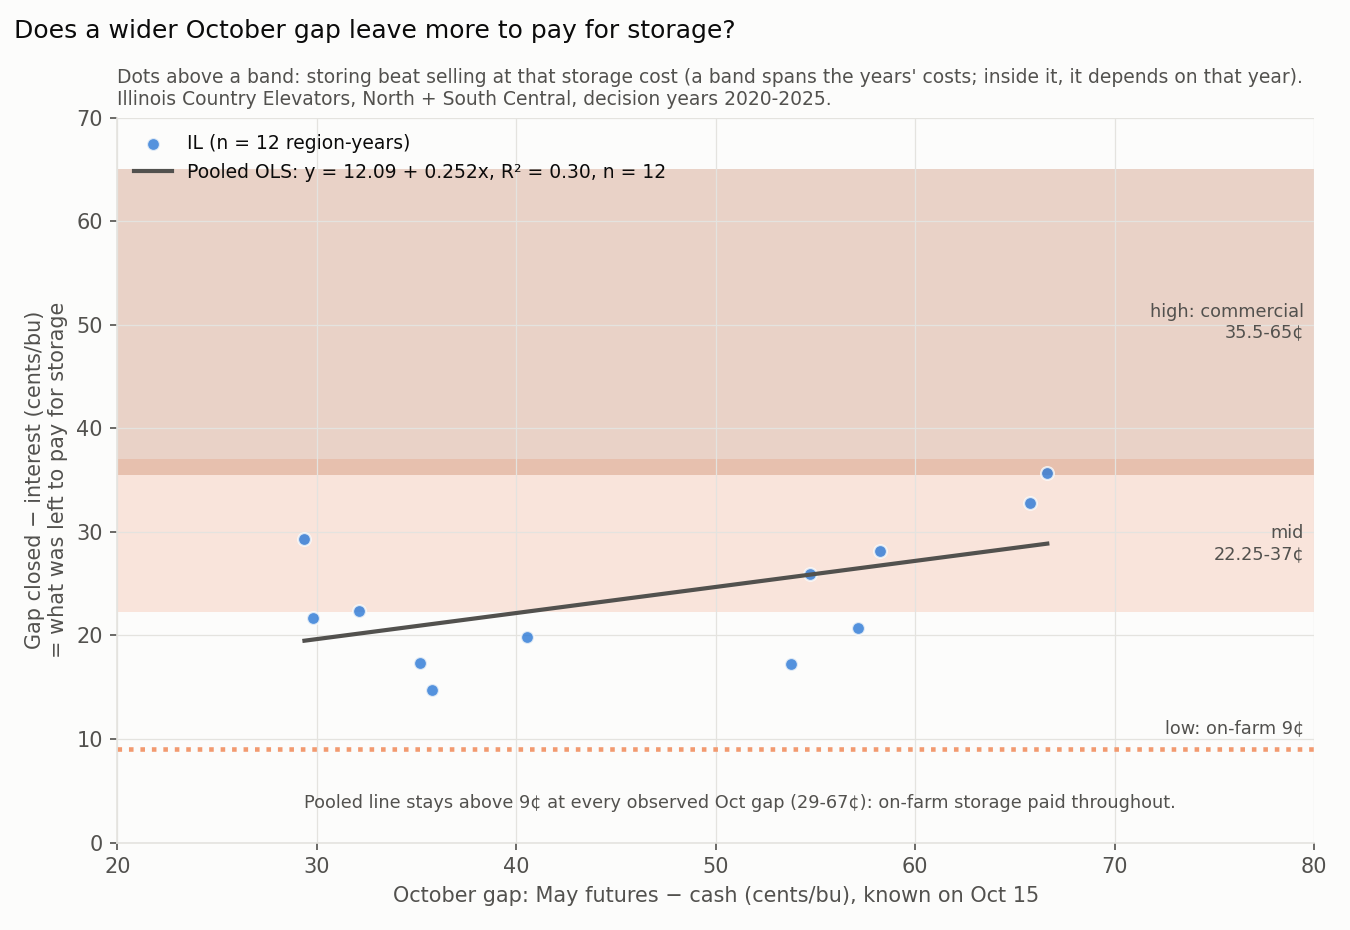 Does a wider October gap leave more to pay for storage?
Dots above a band: storing beat selling at that storage cost (a band spans the years' costs; inside it, it depends on that year).
Illinois Country Elevators, North + South Central, decision years 2020-2025.
IL (n = 12 region-years)
Pooled OLS: y = 12.09 + 0.252x, R² = 0.30, n = 12
70
60
50
40
30
20
10
0
Gap closed − interest (cents/bu)
= what was left to pay for storage
high: commercial
35.5-65¢
mid
22.25-37¢
low: on-farm 9¢
Pooled line stays above 9¢ at every observed Oct gap (29-67¢): on-farm storage paid throughout.
20
30
40
50
60
70
80
October gap: May futures − cash (cents/bu), known on Oct 15